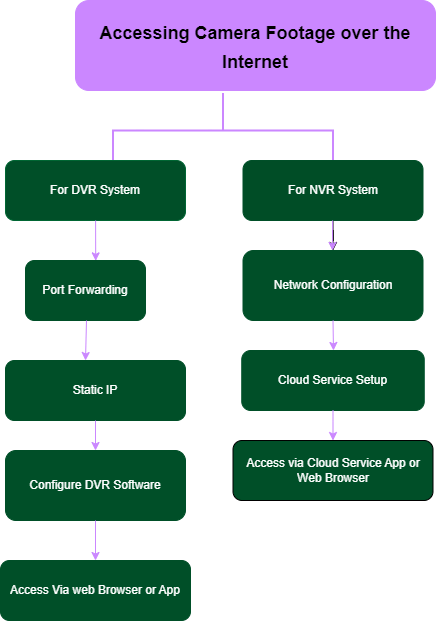 Accessing Camera Footage over the
Internet
For DVR System
For NVR System
Port Forwarding
Network Configuration
Static IP
Cloud Service Setup
Configure DVR Software
Access via Cloud Service App or
Web Browser
Access Via web Browser or App